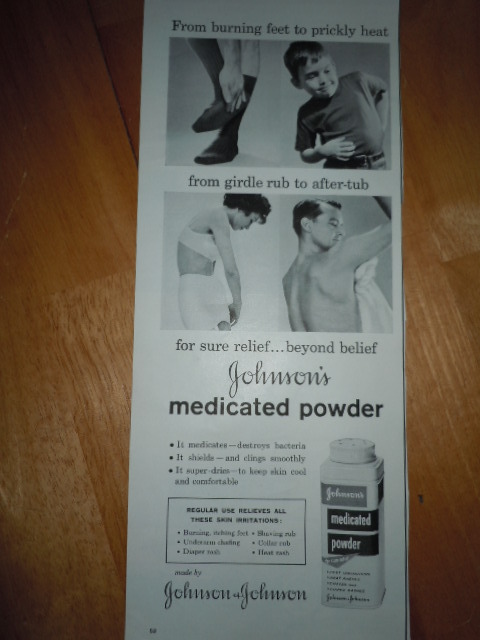 From burning feet to prickly heat
from girdle rub to after-tub
for sure relief...beyond belief
Johnson's
medicated powder
• It medicates—destroys bacteria
• It shields—and clings smoothly
• It super-dries—to keep skin cool
and comfortable
REGULAR USE RELIEVES ALL
THESE SKIN IRRITATIONS:
• Burning, itching feet • Shaving rub
• Underarm chafing • Collar rub
• Diaper rash • Heat rash
made by
Johnson & Johnson
Johnson's
medicated
powder
Johnson & Johnson